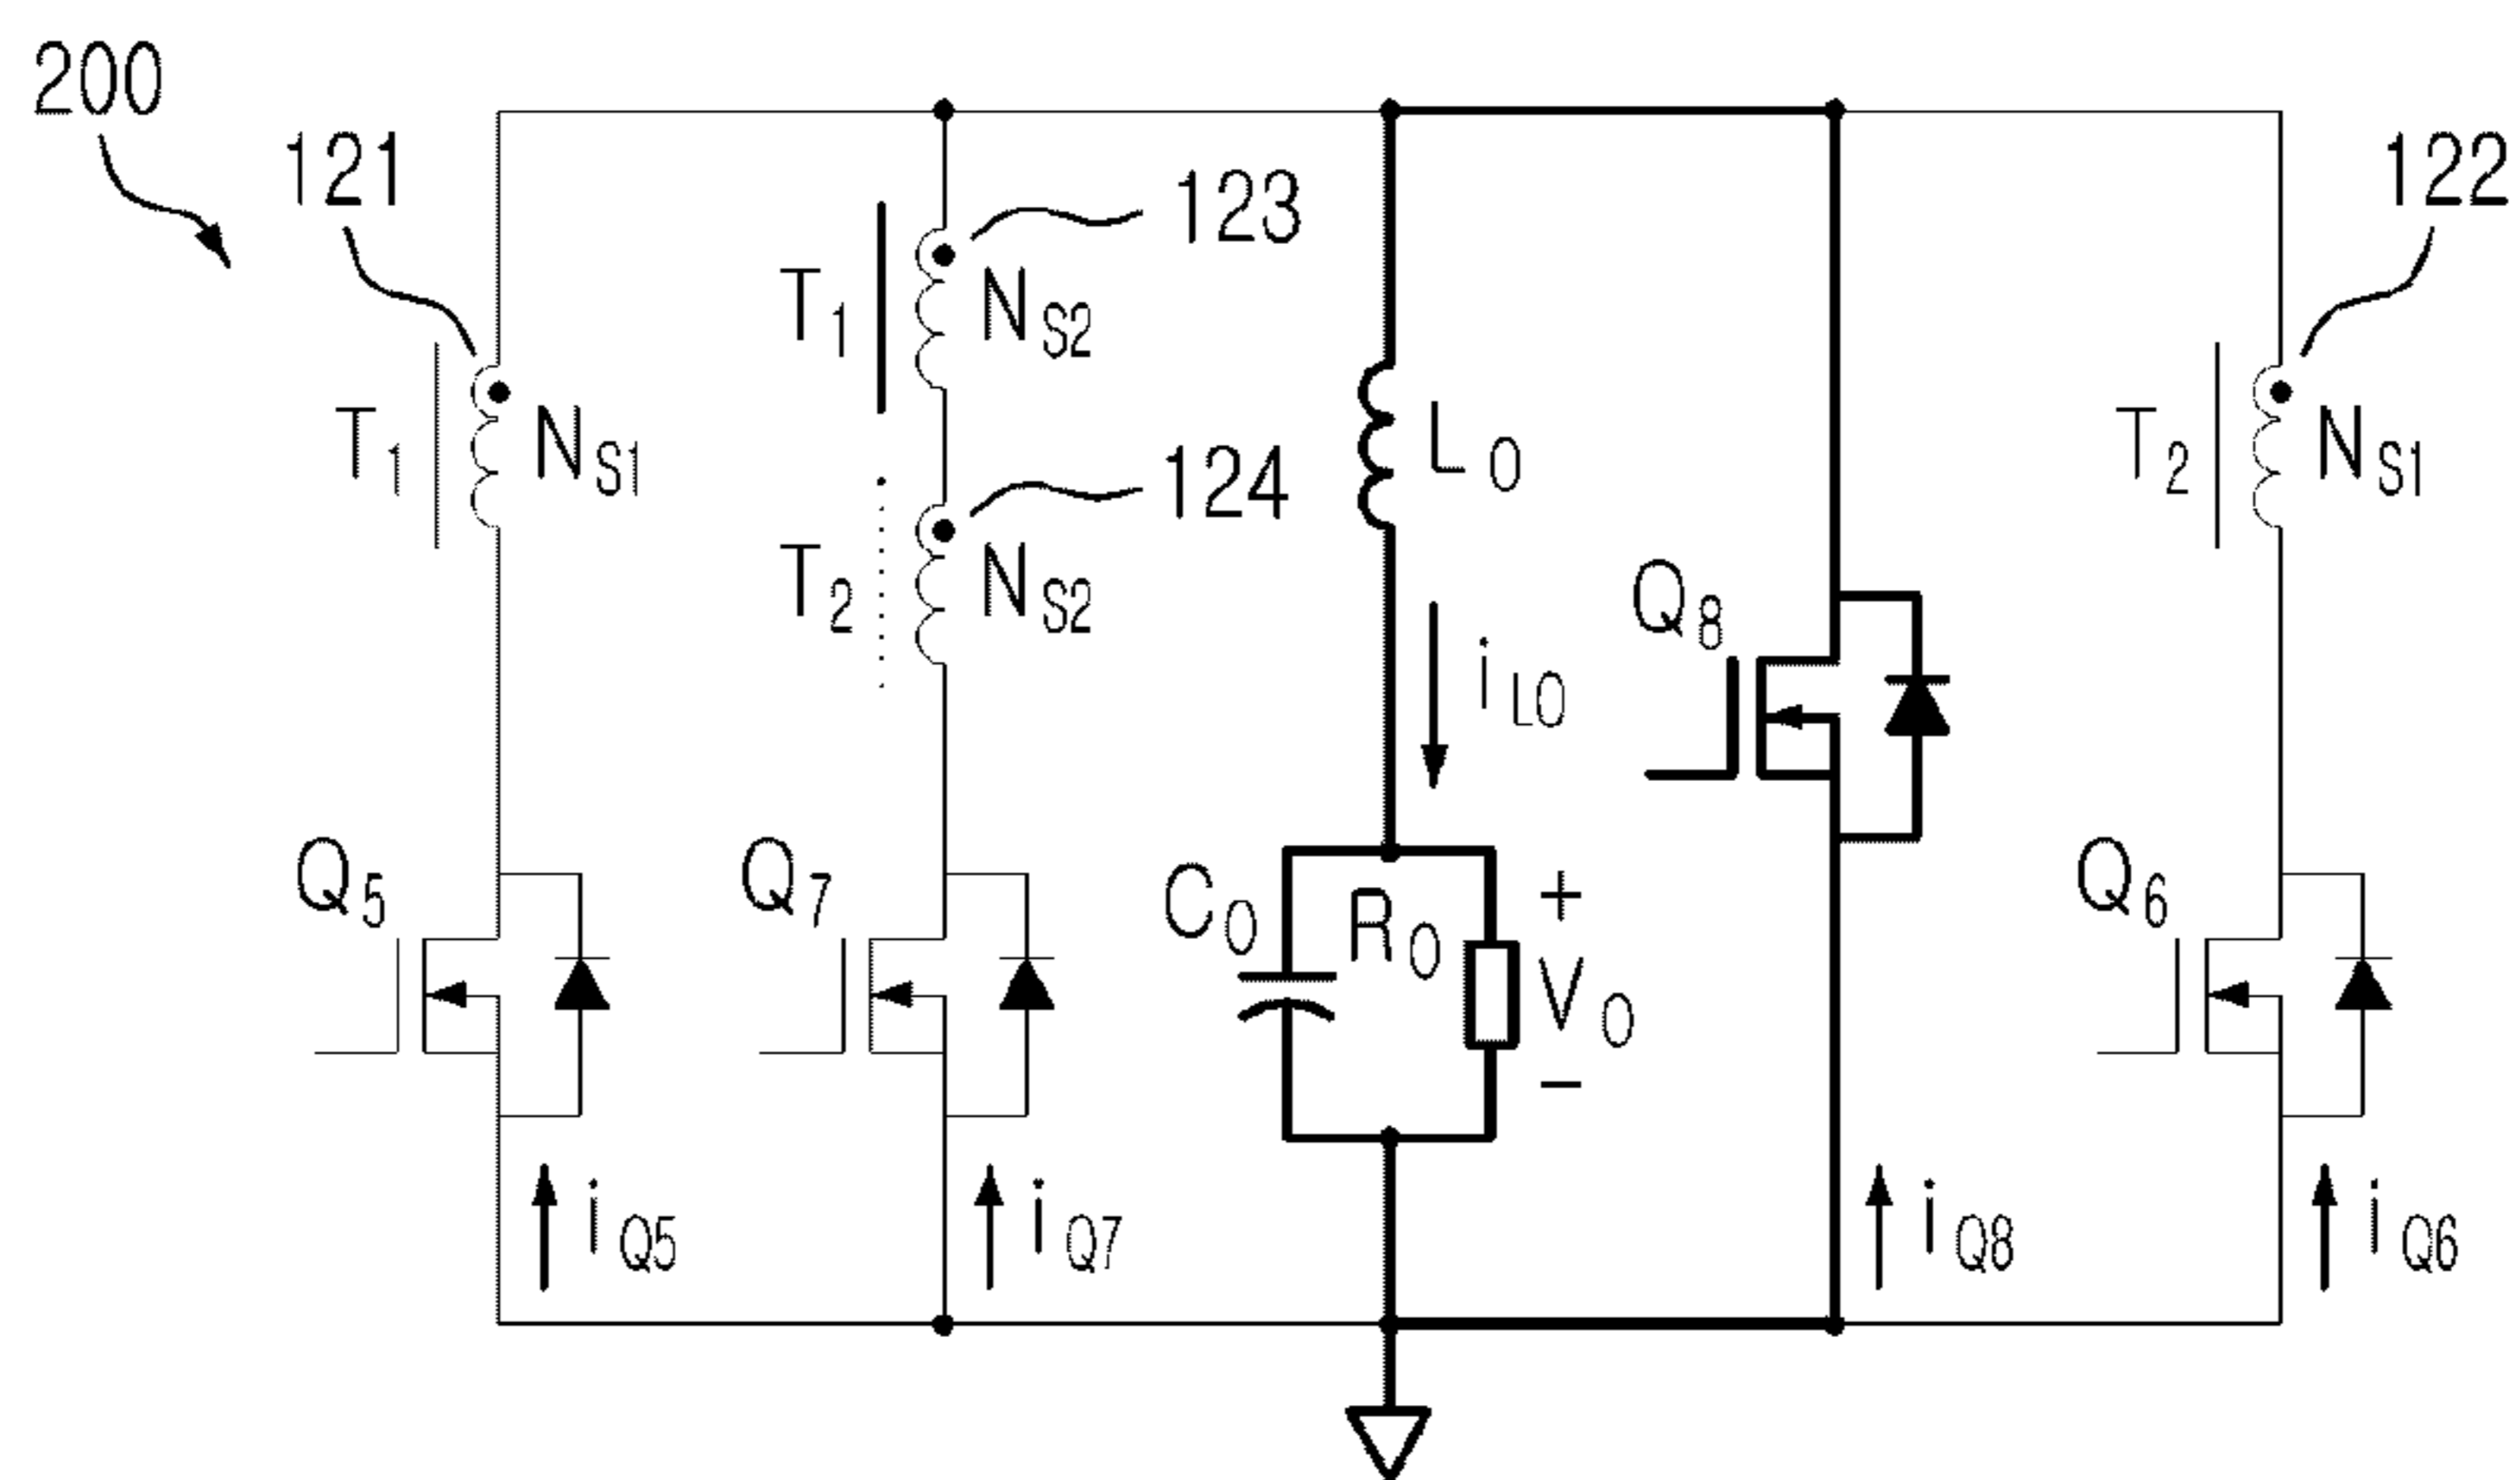 200
121
123
122
T1
NS2
T1
NS1
124
LO
T2
NS1
T2
NS2
Q8
iLO
Q5
Q7
CO
RO
+
VO
−
Q6
iQ5
iQ7
iQ8
iQ6